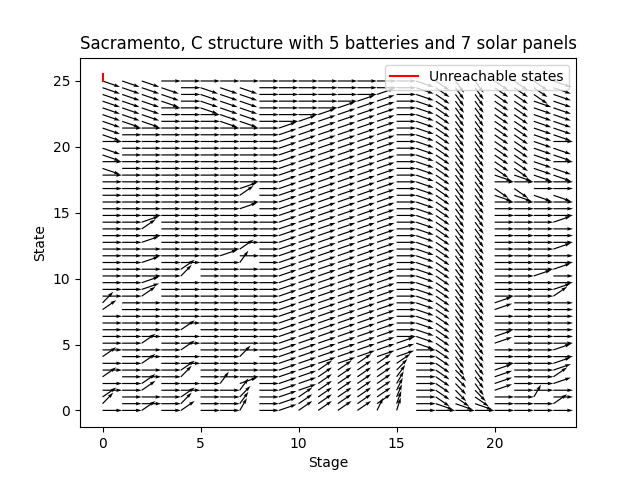 Sacramento, C structure with 5 batteries and 7 solar panels
Unreachable states
25
20
15
10
5
0
State
0 5 10 15 20
Stage